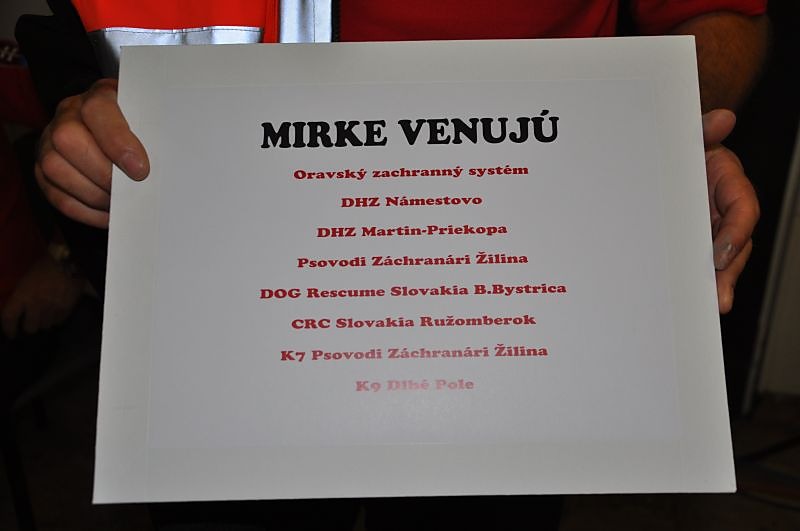 MIRKE VENUJÚ
Oravský zachranný systém
DHZ Námestovo
DHZ Martin-Priekopa
Psovodi Záchranári Žilina
DOG Rescume Slovakia B.Bystrica
CRC Slovakia Ružomberok
K7 Psovodi Záchranári Žilina
K9 Dlhé Pole